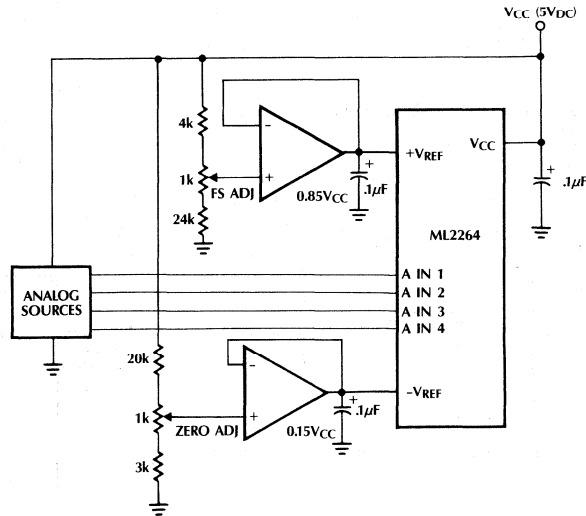 VCC (5VDC)
4k
1k
FS ADJ
24k
-
+
0.85VCC
+
.1µF
+VREF
VCC
+
.1µF
ML2264
ANALOG
SOURCES
A IN 1
A IN 2
A IN 3
A IN 4
20k
1k
ZERO ADJ
3k
-
+
0.15VCC
+
.1µF
-VREF